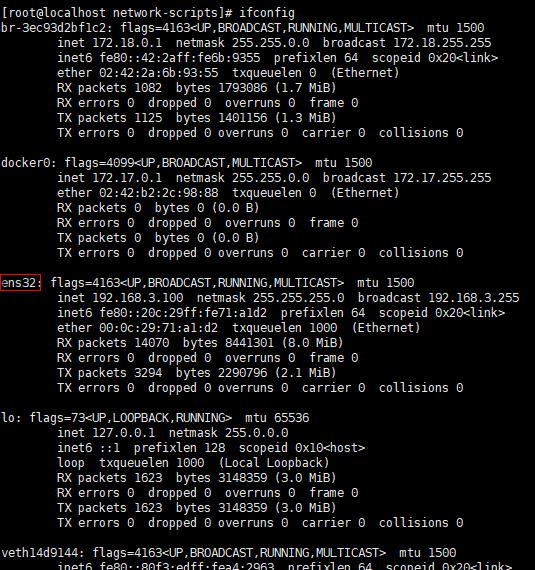 [root@localhost network-scripts]# ifconfig
br-3ec93d2bf1c2: flags=4163<UP,BROADCAST,RUNNING,MULTICAST>  mtu 1500
        inet 172.18.0.1  netmask 255.255.0.0  broadcast 172.18.255.255
        inet6 fe80::42:2aff:fe6b:9355  prefixlen 64  scopeid 0x20<link>
        ether 02:42:2a:6b:93:55  txqueuelen 0  (Ethernet)
        RX packets 1082  bytes 1793086 (1.7 MiB)
        RX errors 0  dropped 0  overruns 0  frame 0
        TX packets 1125  bytes 1401156 (1.3 MiB)
        TX errors 0  dropped 0 overruns 0  carrier 0  collisions 0

docker0: flags=4099<UP,BROADCAST,MULTICAST>  mtu 1500
        inet 172.17.0.1  netmask 255.255.0.0  broadcast 172.17.255.255
        ether 02:42:b2:2c:98:88  txqueuelen 0  (Ethernet)
        RX packets 0  bytes 0 (0.0 B)
        RX errors 0  dropped 0  overruns 0  frame 0
        TX packets 0  bytes 0 (0.0 B)
        TX errors 0  dropped 0 overruns 0  carrier 0  collisions 0

ens32: flags=4163<UP,BROADCAST,RUNNING,MULTICAST>  mtu 1500
        inet 192.168.3.100  netmask 255.255.255.0  broadcast 192.168.3.255
        inet6 fe80::20c:29ff:fe71:a1d2  prefixlen 64  scopeid 0x20<link>
        ether 00:0c:29:71:a1:d2  txqueuelen 1000  (Ethernet)
        RX packets 14070  bytes 8441301 (8.0 MiB)
        RX errors 0  dropped 0  overruns 0  frame 0
        TX packets 3294  bytes 2290796 (2.1 MiB)
        TX errors 0  dropped 0 overruns 0  carrier 0  collisions 0

lo: flags=73<UP,LOOPBACK,RUNNING>  mtu 65536
        inet 127.0.0.1  netmask 255.0.0.0
        inet6 ::1  prefixlen 128  scopeid 0x10<host>
        loop  txqueuelen 1000  (Local Loopback)
        RX packets 1623  bytes 3148359 (3.0 MiB)
        RX errors 0  dropped 0  overruns 0  frame 0
        TX packets 1623  bytes 3148359 (3.0 MiB)
        TX errors 0  dropped 0 overruns 0  carrier 0  collisions 0

veth14d9144: flags=4163<UP,BROADCAST,RUNNING,MULTICAST>  mtu 1500
        inet6 fe80::80f3:edff:fea4:2963  prefixlen 64  scopeid 0x20<link>